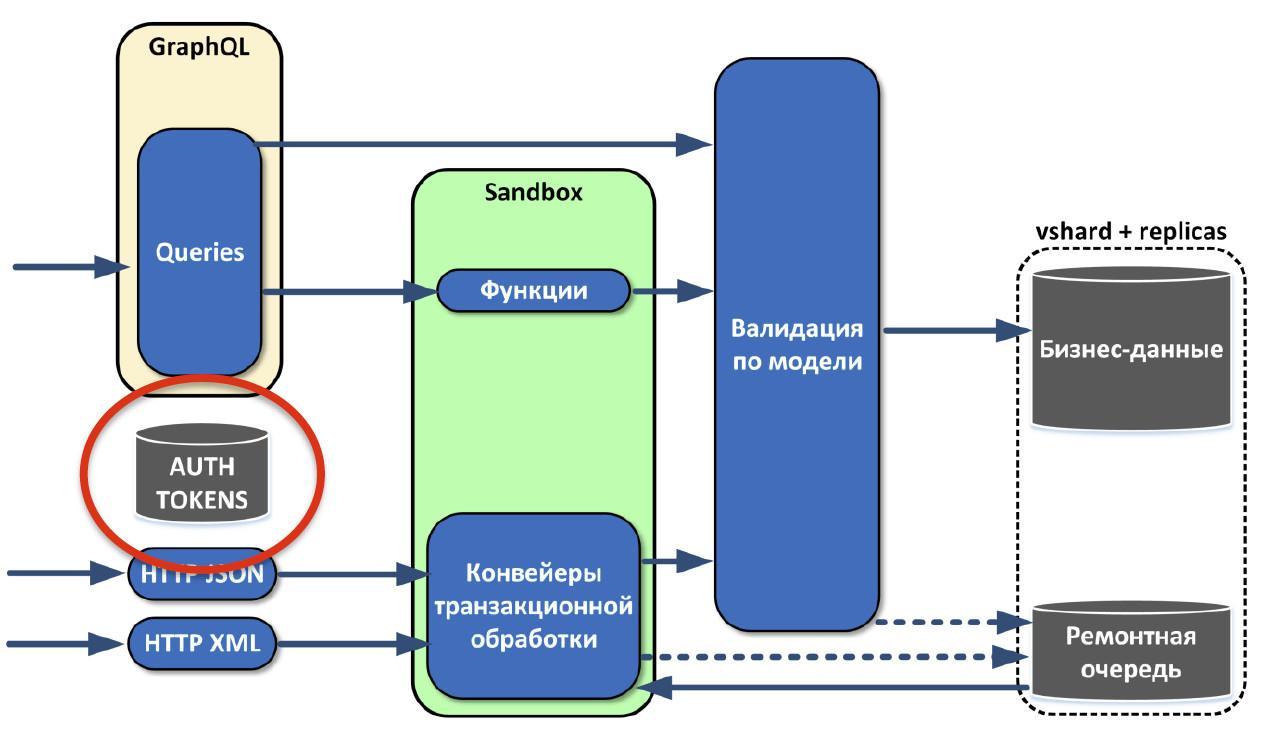 GraphQL
Queries
Sandbox
Функции
Валидация
по модели
vshard + replicas
Бизнес-данные
AUTH
TOKENS
HTTP JSON
HTTP XML
Конвейеры
транзакционной
обработки
Ремонтная
очередь